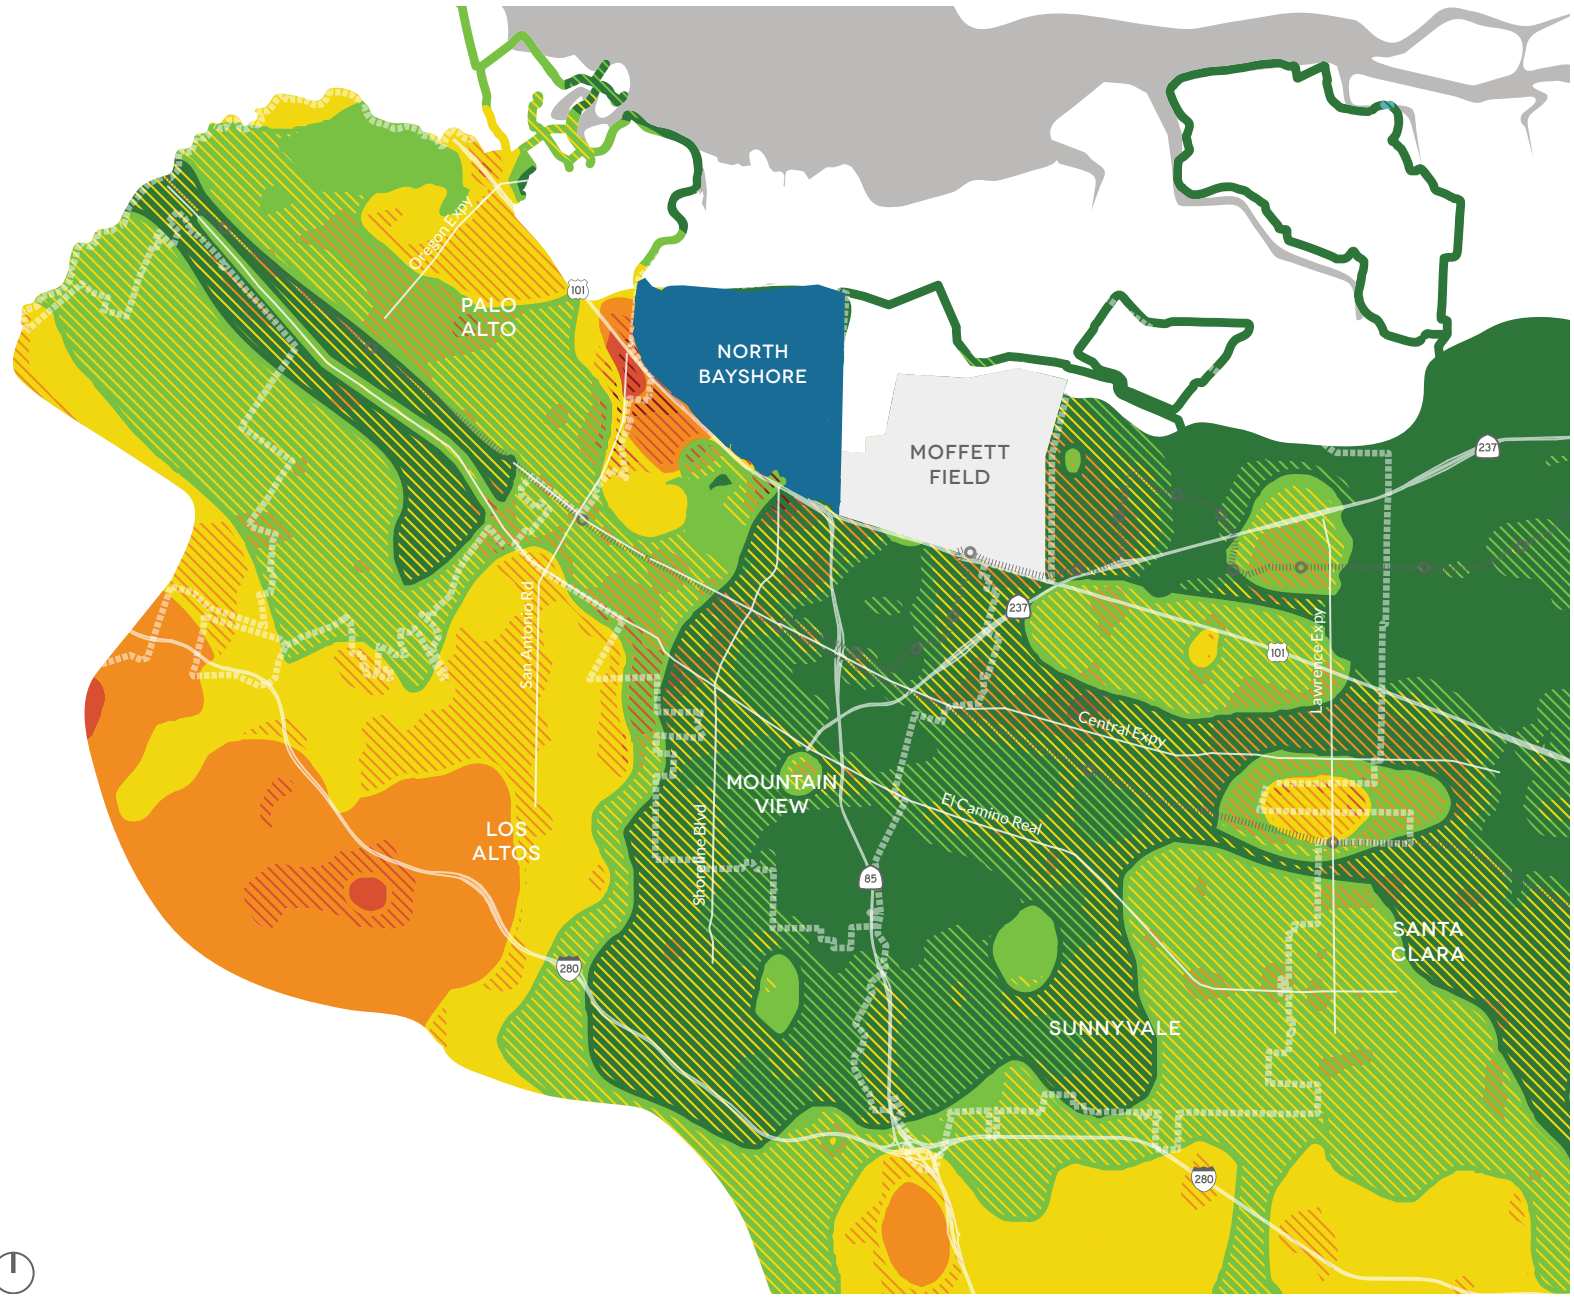 Oregon Expy
PALO
ALTO
101
NORTH
BAYSHORE
MOFFETT
FIELD
237
237
101
San Antonio Rd
Lawrence Expy
Central Expy
MOUNTAIN
VIEW
El Camino Real
LOS
ALTOS
Shoreline Blvd
85
SANTA
CLARA
280
SUNNYVALE
280